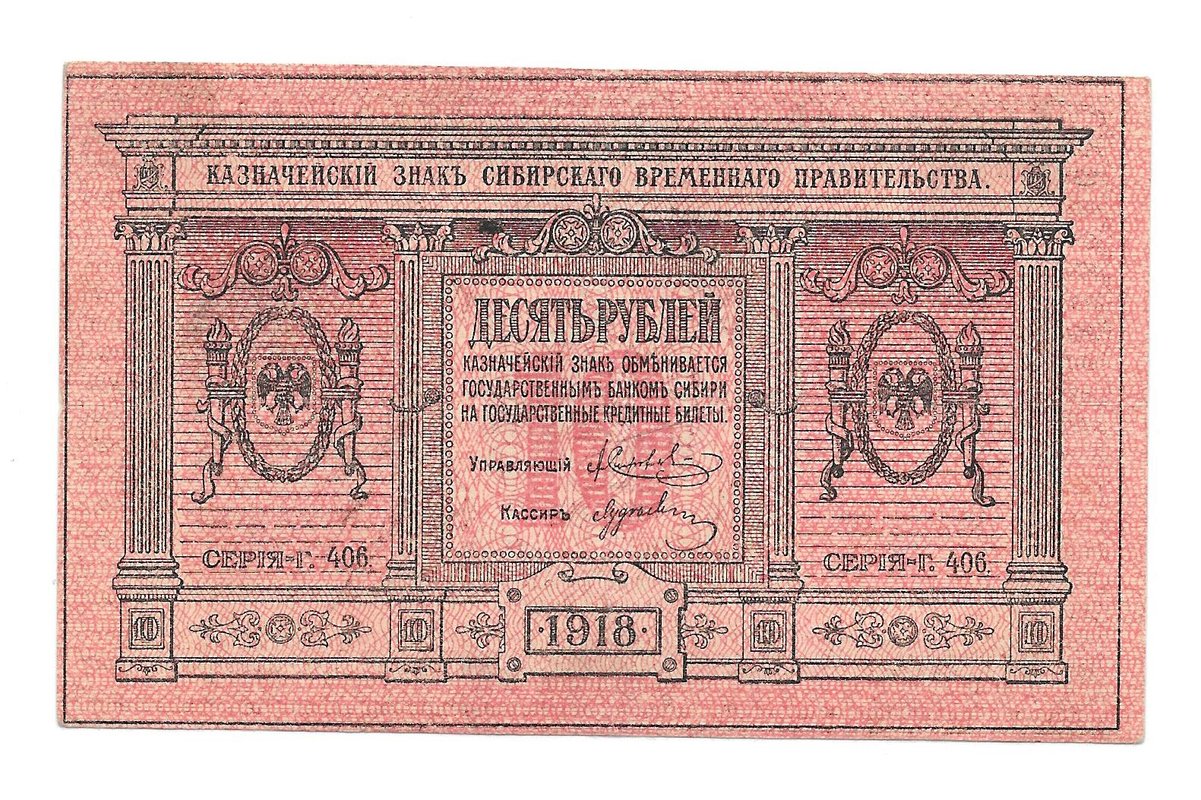 КАЗНАЧЕЙСКІЙ ЗНАКЪ СИБИРСКАГО ВРЕМЕННАГО ПРАВИТЕЛЬСТВА.
ДЕСЯТЬ РУБЛЕЙ
КАЗНАЧЕЙСКІЙ ЗНАКЪ ОБМѢНИВАЕТСЯ
ГОСУДАРСТВЕННЫМЪ БАНКОМЪ СИБИРИ
НА ГОСУДАРСТВЕННЫЕ КРЕДИТНЫЕ БИЛЕТЫ.
10
УПРАВЛЯЮЩІЙ
КАССИРЪ
СЕРІЯ-Г. 406.
СЕРІЯ-Г. 406.
10
10
·1918·
10
10